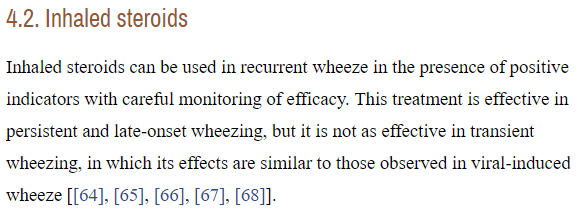 4.2. Inhaled steroids
Inhaled steroids can be used in recurrent wheeze in the presence of positive
indicators with careful monitoring of efficacy. This treatment is effective in
persistent and late-onset wheezing, but it is not as effective in transient
wheezing, in which its effects are similar to those observed in viral-induced
wheeze [[64], [65], [66], [67], [68]].